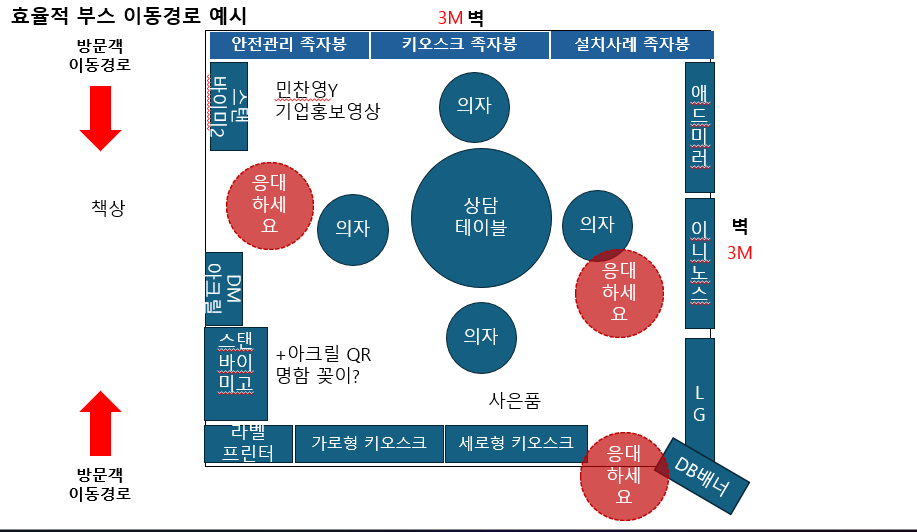 효율적 부스 이동경로 예시
3M 벽
방문객
이동경로
안전관리 족자봉
키오스크 족자봉
설치사례 족자봉
스탠
바이미2
민찬영Y
기업홍보영상
의자
애
드
미
러
응대
하세
요
책상
의자
상담
테이블
의자
이
니
노
스
벽
3M
응대
하세
요
DM
아크릴
스탠
바이
미고
+아크릴 QR
명함 꽂이?
의자
L
G
사은품
라벨
프린터
가로형 키오스크
세로형 키오스크
응대
하세
요
DB배너
방문객
이동경로